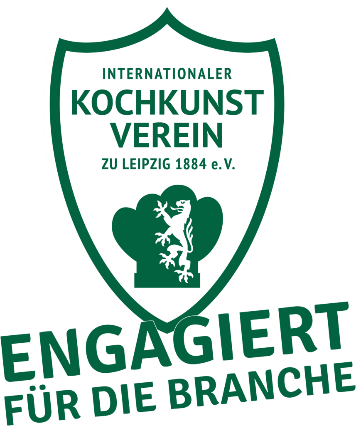 INTERNATIONALER
KOCHKUNST
VEREIN
ZU LEIPZIG 1884 e.V.
ENGAGIERT
FÜR DIE BRANCHE